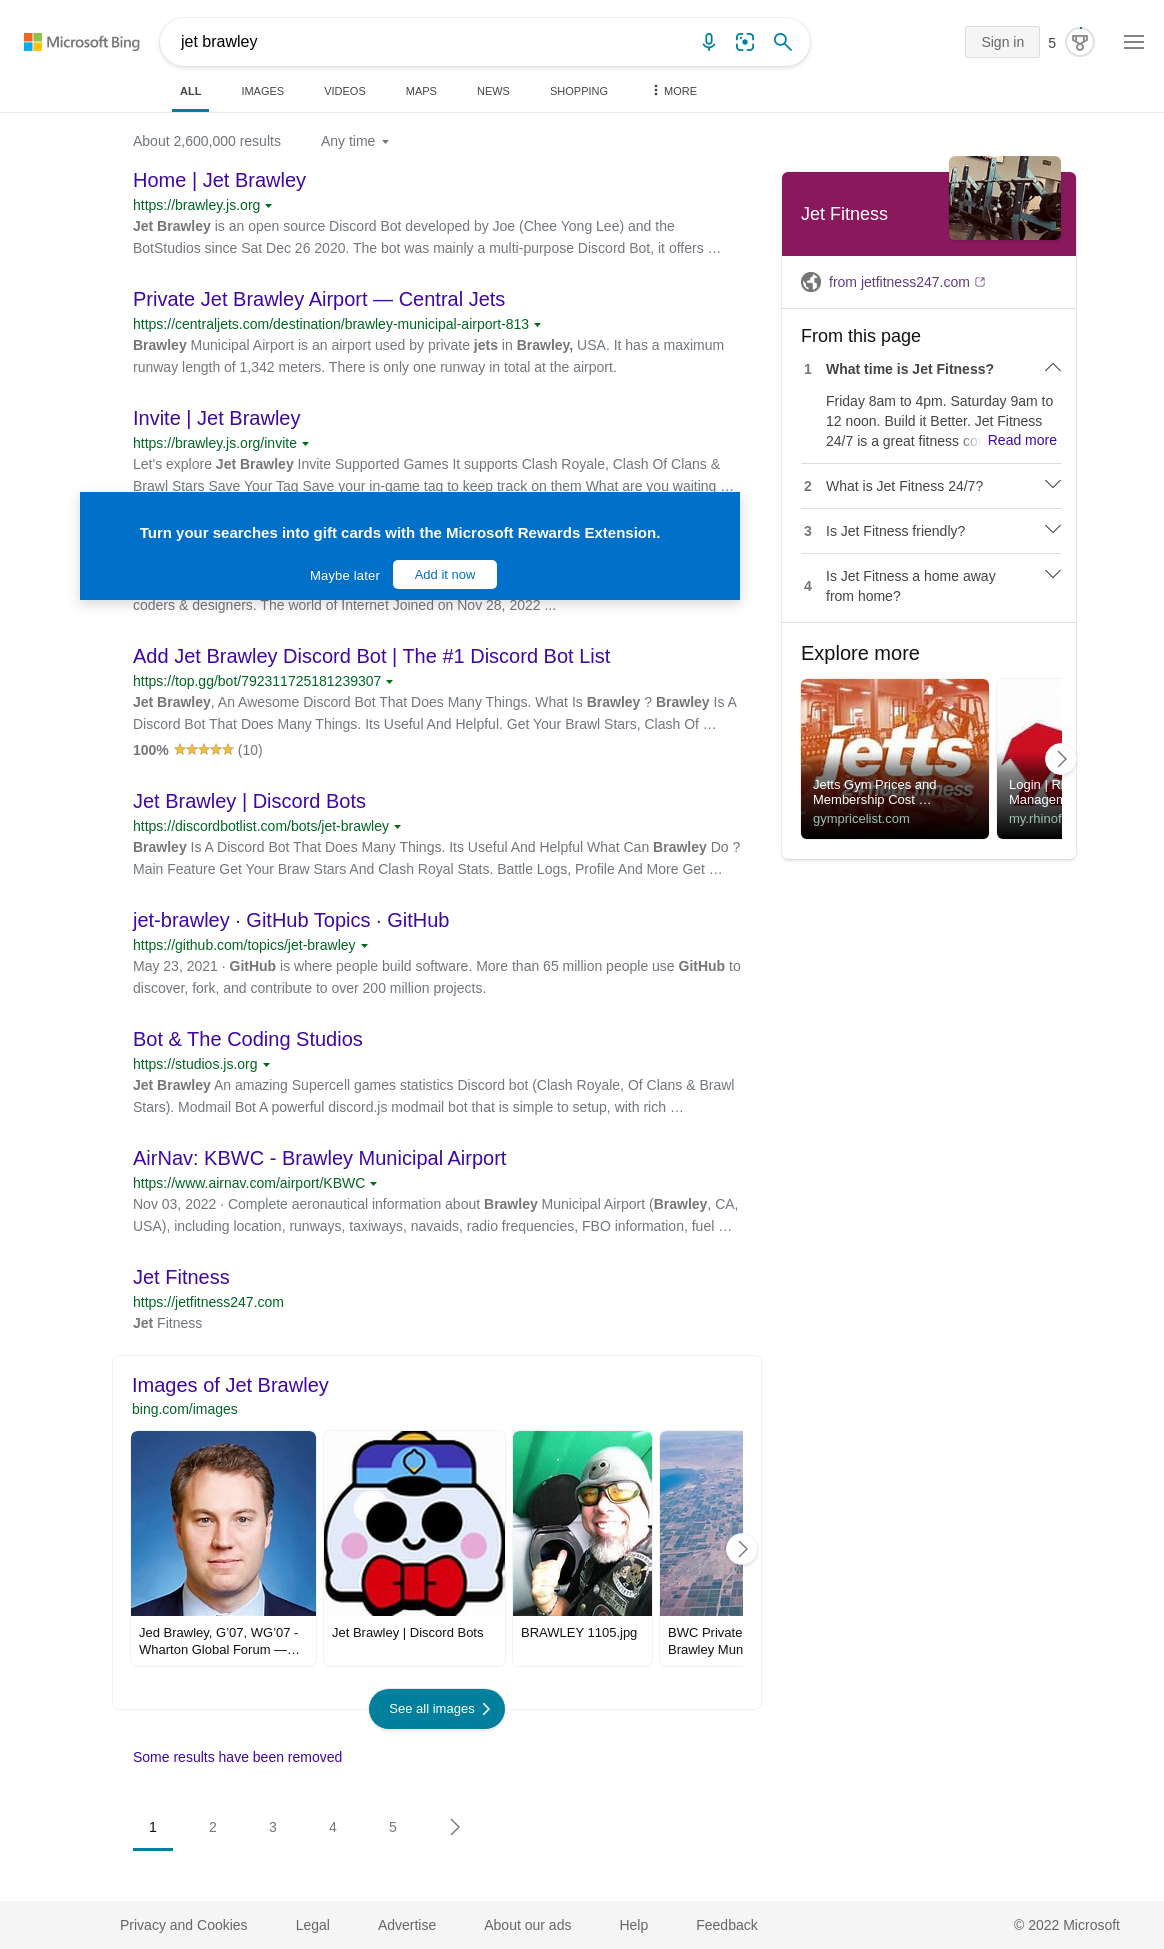 Microsoft Bing
jet brawley
Sign in
5
ALL
IMAGES
VIDEOS
MAPS
NEWS
SHOPPING
MORE
About 2,600,000 results
Any time
Home | Jet Brawley
https://brawley.js.org
Jet Brawley is an open source Discord Bot developed by Joe (Chee Yong Lee) and the
BotStudios since Sat Dec 26 2020. The bot was mainly a multi-purpose Discord Bot, it offers …
Private Jet Brawley Airport — Central Jets
https://centraljets.com/destination/brawley-municipal-airport-813
Brawley Municipal Airport is an airport used by private jets in Brawley, USA. It has a maximum
runway length of 1,342 meters. There is only one runway in total at the airport.
Invite | Jet Brawley
https://brawley.js.org/invite
Let's explore Jet Brawley Invite Supported Games It supports Clash Royale, Clash Of Clans &
Brawl Stars Save Your Tag Save your in-game tag to keep track on them What are you waiting …
Turn your searches into gift cards with the Microsoft Rewards Extension.
Maybe later
Add it now
coders & designers. The world of Internet Joined on Nov 28, 2022 ...
Add Jet Brawley Discord Bot | The #1 Discord Bot List
https://top.gg/bot/792311725181239307
Jet Brawley, An Awesome Discord Bot That Does Many Things. What Is Brawley ? Brawley Is A
Discord Bot That Does Many Things. Its Useful And Helpful. Get Your Brawl Stars, Clash Of …
100% (10)
Jet Brawley | Discord Bots
https://discordbotlist.com/bots/jet-brawley
Brawley Is A Discord Bot That Does Many Things. Its Useful And Helpful What Can Brawley Do ?
Main Feature Get Your Braw Stars And Clash Royal Stats. Battle Logs, Profile And More Get …
jet-brawley · GitHub Topics · GitHub
https://github.com/topics/jet-brawley
May 23, 2021 · GitHub is where people build software. More than 65 million people use GitHub to
discover, fork, and contribute to over 200 million projects.
Bot & The Coding Studios
https://studios.js.org
Jet Brawley An amazing Supercell games statistics Discord bot (Clash Royale, Of Clans & Brawl
Stars). Modmail Bot A powerful discord.js modmail bot that is simple to setup, with rich …
AirNav: KBWC - Brawley Municipal Airport
https://www.airnav.com/airport/KBWC
Nov 03, 2022 · Complete aeronautical information about Brawley Municipal Airport (Brawley, CA,
USA), including location, runways, taxiways, navaids, radio frequencies, FBO information, fuel …
Jet Fitness
https://jetfitness247.com
Jet Fitness
Images of Jet Brawley
bing.com/images
Jed Brawley, G'07, WG'07 -
Wharton Global Forum —…
Jet Brawley | Discord Bots
BRAWLEY 1105.jpg
BWC Private
Brawley Mun
See all images
Some results have been removed
1
2
3
4
5
Jet Fitness
from jetfitness247.com
From this page
1 What time is Jet Fitness?
Friday 8am to 4pm. Saturday 9am to
12 noon. Build it Better. Jet Fitness
24/7 is a great fitness co Read more
2 What is Jet Fitness 24/7?
3 Is Jet Fitness friendly?
4 Is Jet Fitness a home away
from home?
Explore more
jetts
24 hour fitness
Jetts Gym Prices and
Membership Cost …
gympricelist.com
Login | R
Managem
my.rhinof
Privacy and Cookies
Legal
Advertise
About our ads
Help
Feedback
© 2022 Microsoft